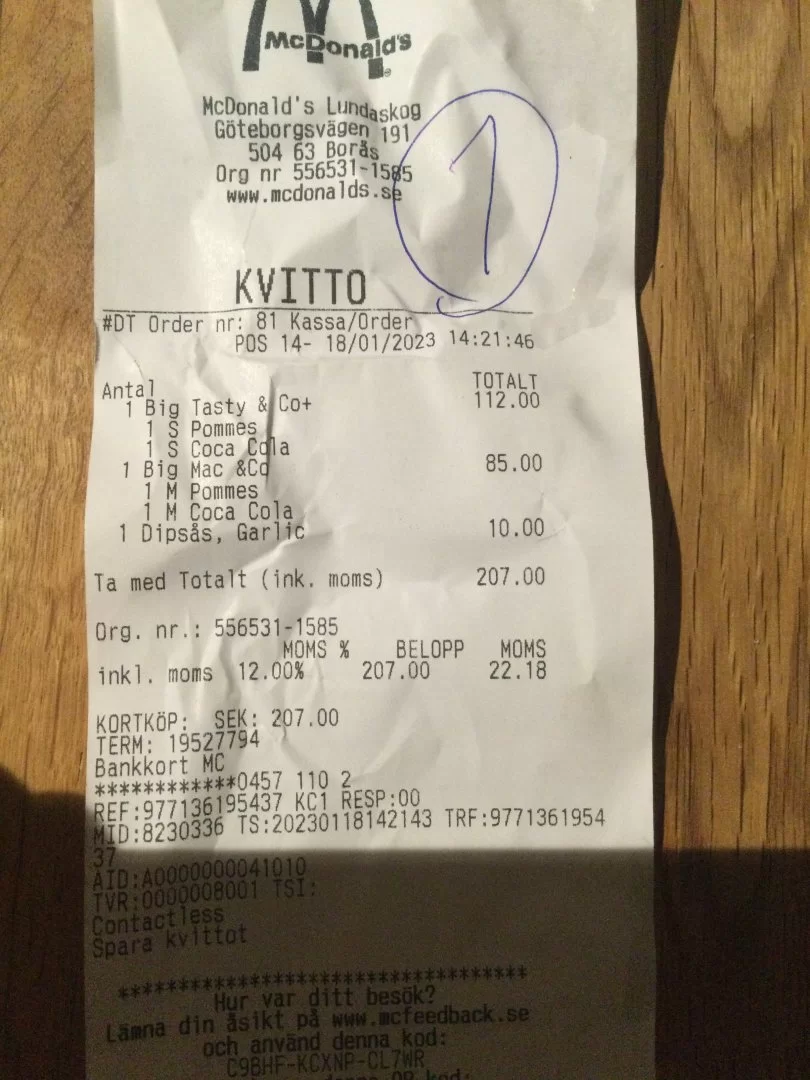 McDonald's
McDonald's Lundaskog
Göteborgsvägen 191
504 63 Borås
Org nr 556531-1585
www.mcdonalds.se
1
KVITTO
#DT Order nr: 81 Kassa/Order
POS 14- 18/01/2023 14:21:46
Antal TOTALT
1 Big Tasty & Co+ 112.00
1 S Pommes
1 S Coca Cola
1 Big Mac &Co 85.00
1 M Pommes
1 M Coca Cola
1 Dipsås, Garlic 10.00
Ta med Totalt (ink. moms) 207.00
Org. nr.: 556531-1585
MOMS % BELOPP MOMS
inkl. moms 12.00% 207.00 22.18
KORTKÖP: SEK: 207.00
TERM: 19527794
Bankkort MC
************0457 110 2
REF:977136195437 KC1 RESP:00
MID:8230336 TS:20230118142143 TRF:9771361954
37
AID:A0000000041010
TVR:0000008001 TSI:
Contactless
Spara kvittot
**********************************
Hur var ditt besök?
Lämna din åsikt på www.mcfeedback.se
och använd denna kod:
C9BHF-KCXNP-CL7WR
denna QR kod: